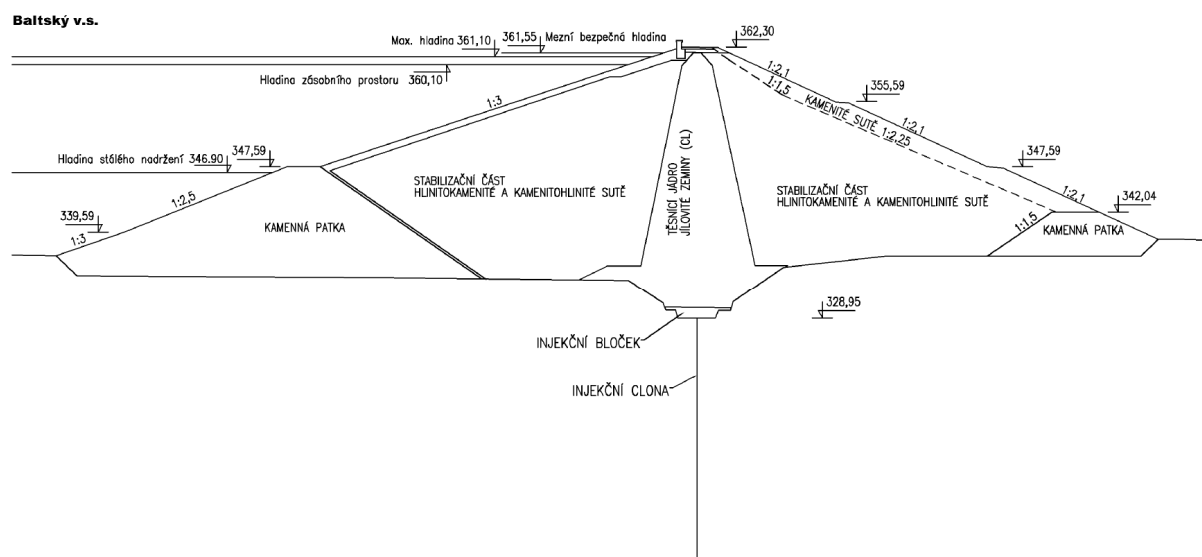 Baltský v.s.
Max. hladina 361,10
361,55 Mezní bezpečná hladina
362,30
Hladina zásobního prostoru 360,10
1:2,1
1:1,5
355,59
KAMENITÉ SUTĚ 1:2,25
1:2,1
1:3
Hladina stálého nadržení 346.90
347,59
347,59
STABILIZAČNÍ ČÁST
HLINITOKAMENITÉ A KAMENITOHLINITÉ SUTĚ
TĚSNÍCÍ JÁDRO
JÍLOVITÉ ZEMINY (CL)
STABILIZAČNÍ ČÁST
HLINITOKAMENITÉ A KAMENITOHLINITÉ SUTĚ
1:2,1
342,04
1:2,5
339,59
1:3
KAMENNÁ PATKA
1:1,5
KAMENNÁ PATKA
328,95
INJEKČNÍ BLOČEK
INJEKČNÍ CLONA